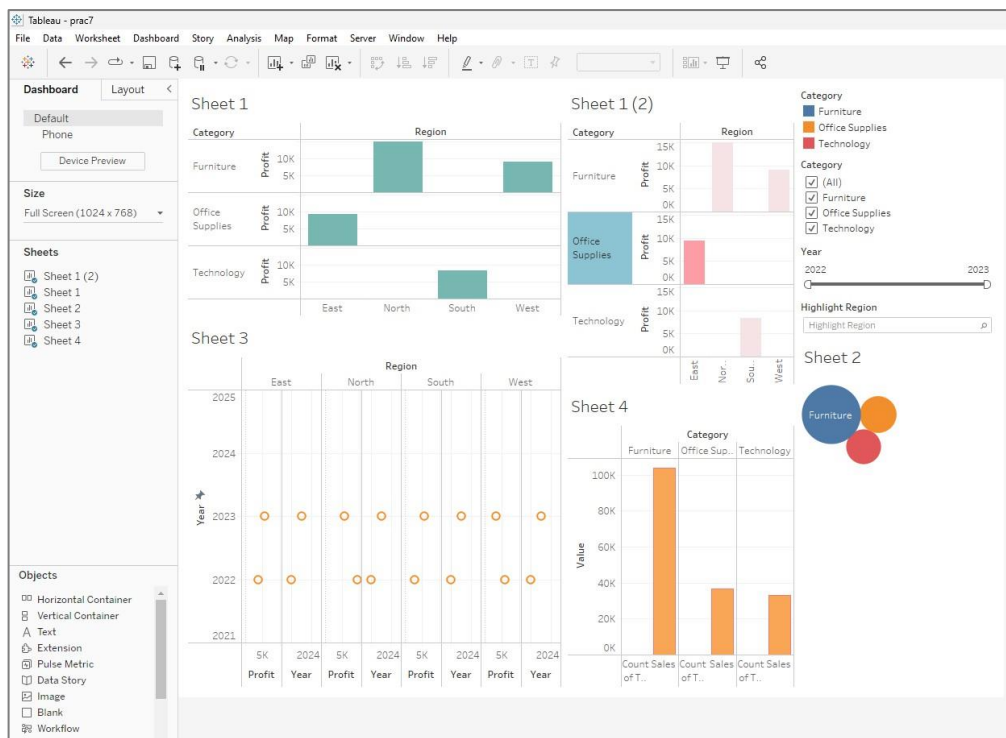 Tableau - prac7
File Data Worksheet Dashboard Story Analysis Map Format Server Window Help
Dashboard Layout
Default
Phone
Device Preview
Size
Full Screen (1024 x 768)
Sheets
Sheet 1 (2)
Sheet 1
Sheet 2
Sheet 3
Sheet 4
Objects
Horizontal Container
Vertical Container
Text
Extension
Pulse Metric
Data Story
Image
Blank
Workflow
Sheet 1
Category Region
Furniture
Profit
10K
5K
Office
Supplies
Profit
10K
5K
Technology
Profit
10K
5K
East North South West
Sheet 3
Region
East North South West
Year
2025
2024
2023
2022
2021
5K 2024 5K 2024 5K 2024 5K 2024
Profit Year Profit Year Profit Year Profit Year
Sheet 1 (2)
Category Region
Furniture
Profit
15K
10K
5K
0K
Office
Supplies
Profit
15K
10K
5K
0K
Technology
Profit
15K
10K
5K
0K
East
Nor..
Sou..
West
Sheet 4
Category
Furniture Office Sup.. Technology
Value
100K
80K
60K
40K
20K
0K
Count Sales Count Sales Count Sales
of T.. of T.. of T..
Category
Furniture
Office Supplies
Technology
Category
(All)
Furniture
Office Supplies
Technology
Year
2022 2023
Highlight Region
Highlight Region
Sheet 2
Furniture